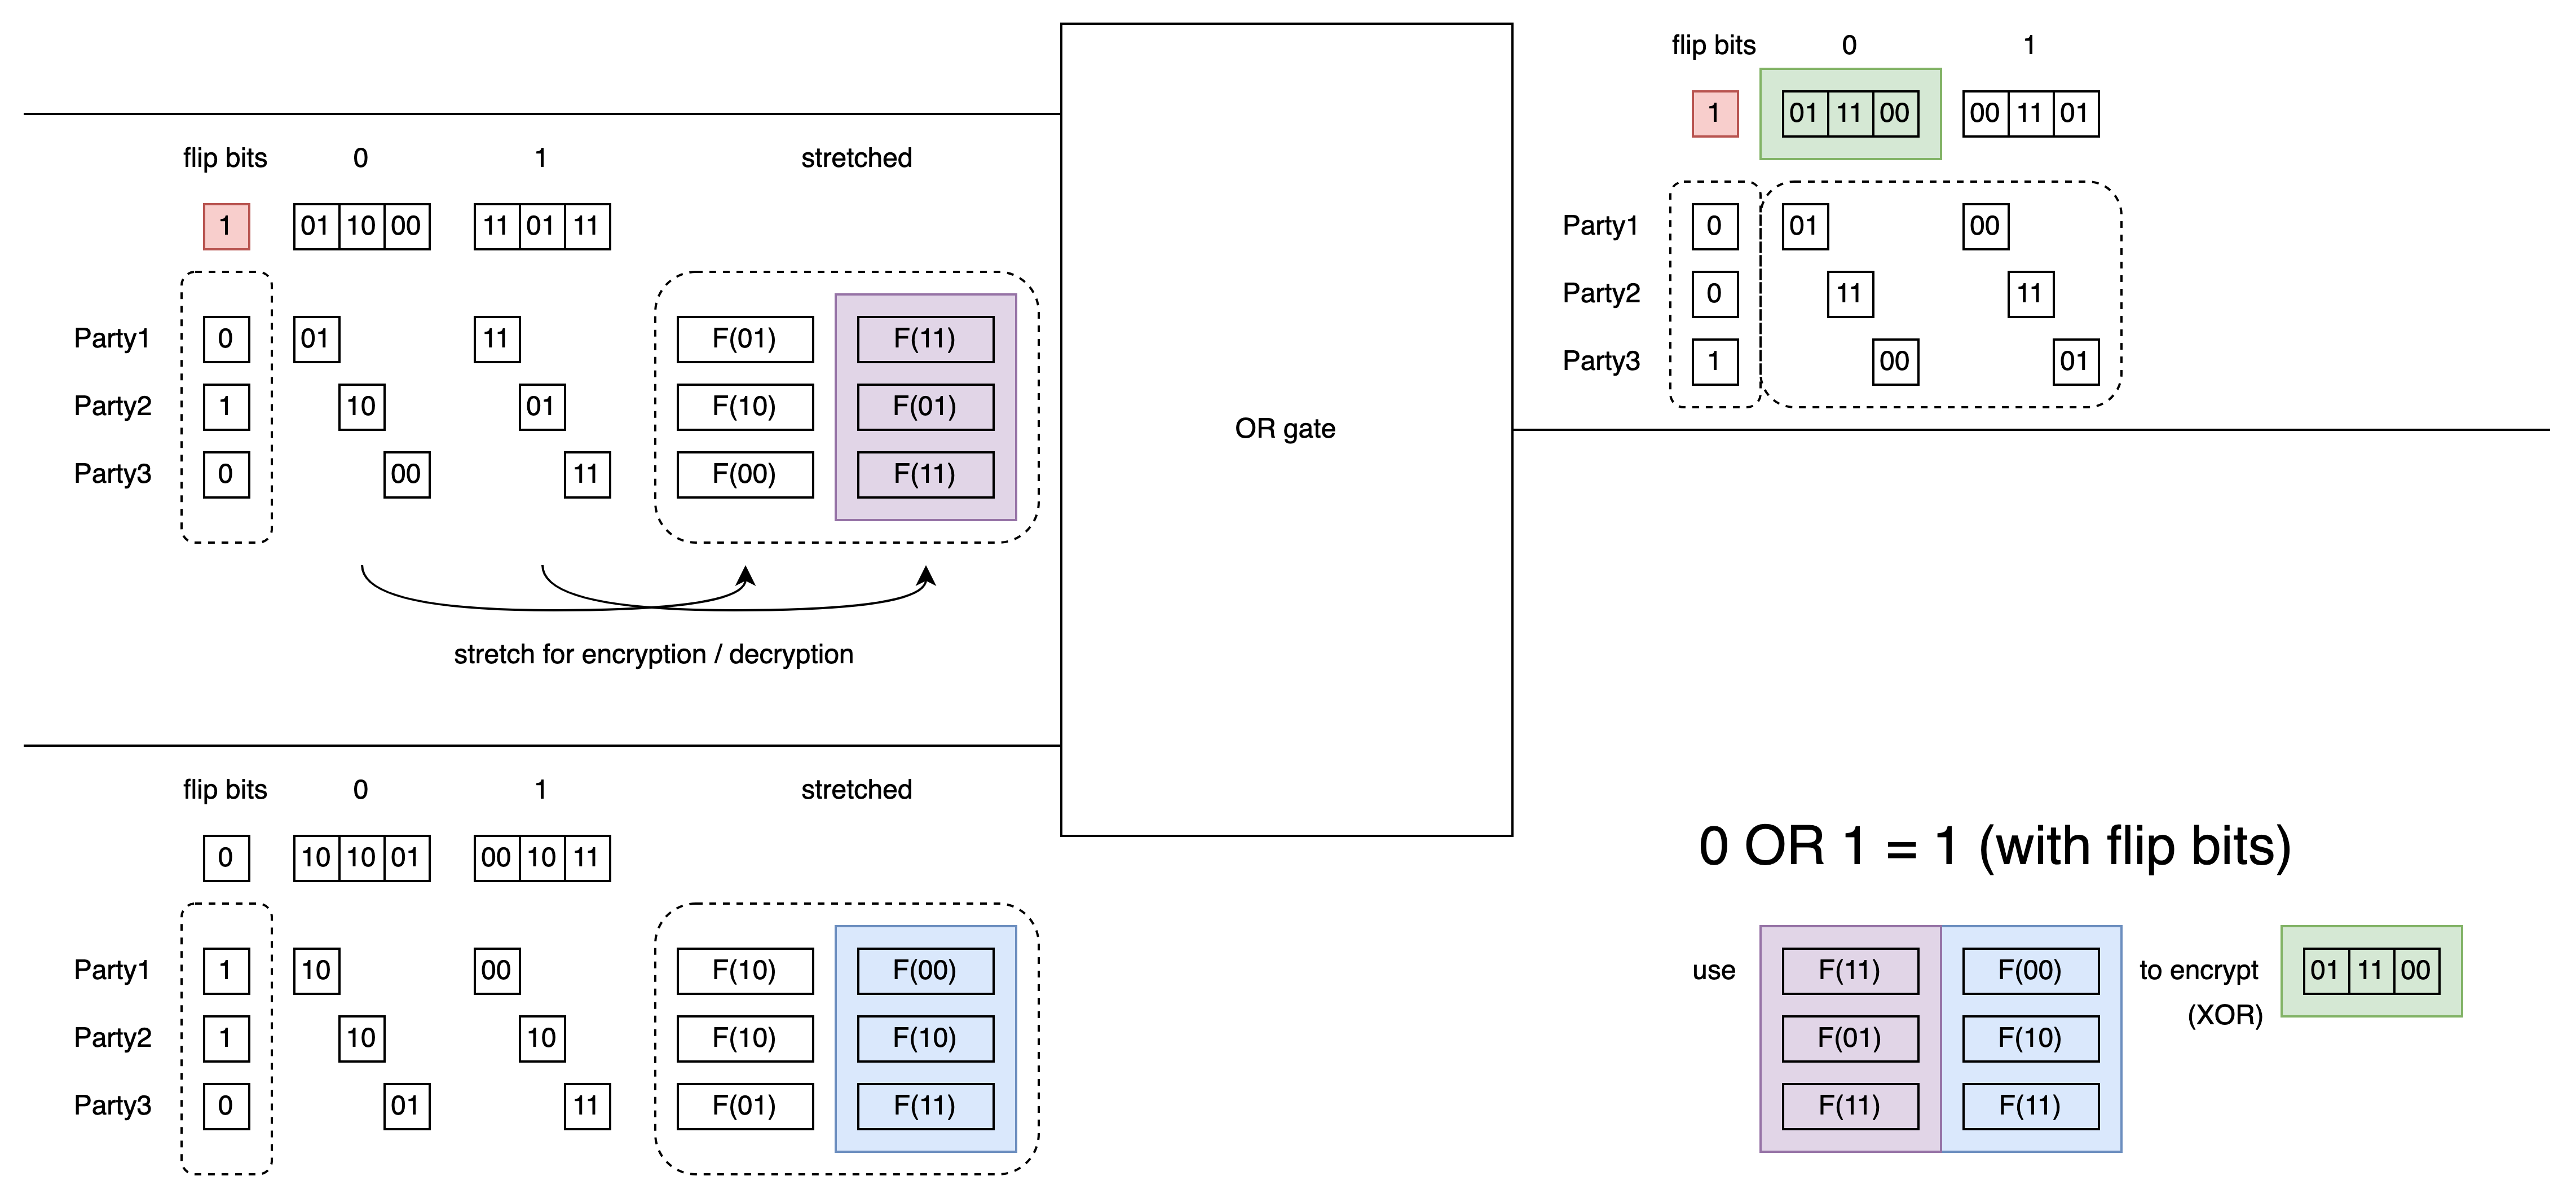 flip bits 0 1 stretched
1 01 10 00 11 01 11
Party1 0 01 11 F(01) F(11)
Party2 1 10 01 F(10) F(01)
Party3 0 00 11 F(00) F(11)
stretch for encryption / decryption
flip bits 0 1 stretched
0 10 10 01 00 10 11
Party1 1 10 00 F(10) F(00)
Party2 1 10 10 F(10) F(10)
Party3 0 01 11 F(01) F(11)
OR gate
flip bits 0 1
1 01 11 00 00 11 01
Party1 0 01 00
Party2 0 11 11
Party3 1 00 01
0 OR 1 = 1 (with flip bits)
use F(11) F(00) to encrypt 01 11 00
(XOR)
F(01) F(10)
F(11) F(11)